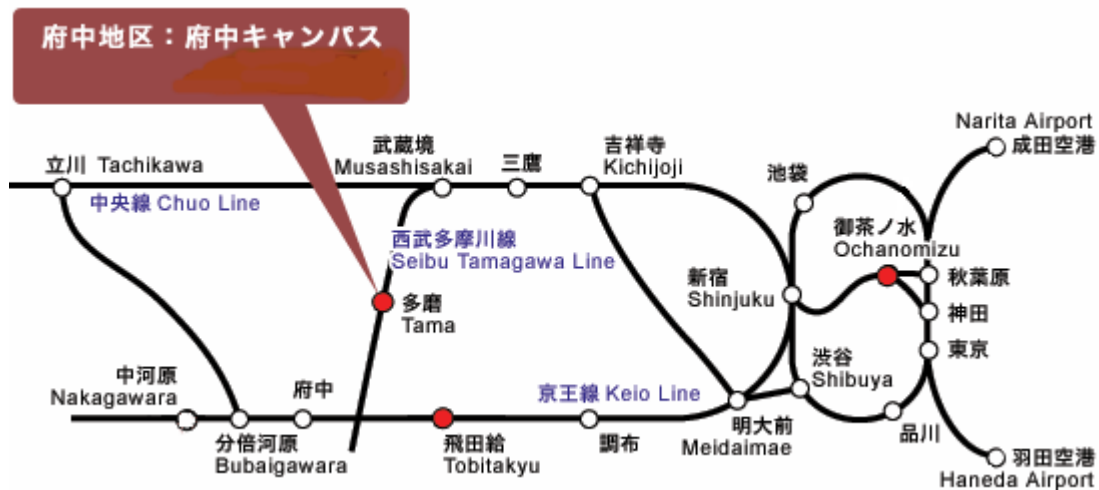 府中地区：府中キャンパス
Narita Airport
成田空港
武蔵境
Musashisakai
吉祥寺
Kichijoji
立川 Tachikawa
三鷹
池袋
中央線 Chuo Line
御茶ノ水
Ochanomizu
西武多摩川線
Seibu Tamagawa Line
新宿
Shinjuku
秋葉原
多磨
Tama
神田
東京
渋谷
Shibuya
中河原
Nakagawara
府中
京王線 Keio Line
分倍河原
Bubaigawara
飛田給
Tobitakyu
調布
明大前
Meidaimae
品川
羽田空港
Haneda Airport